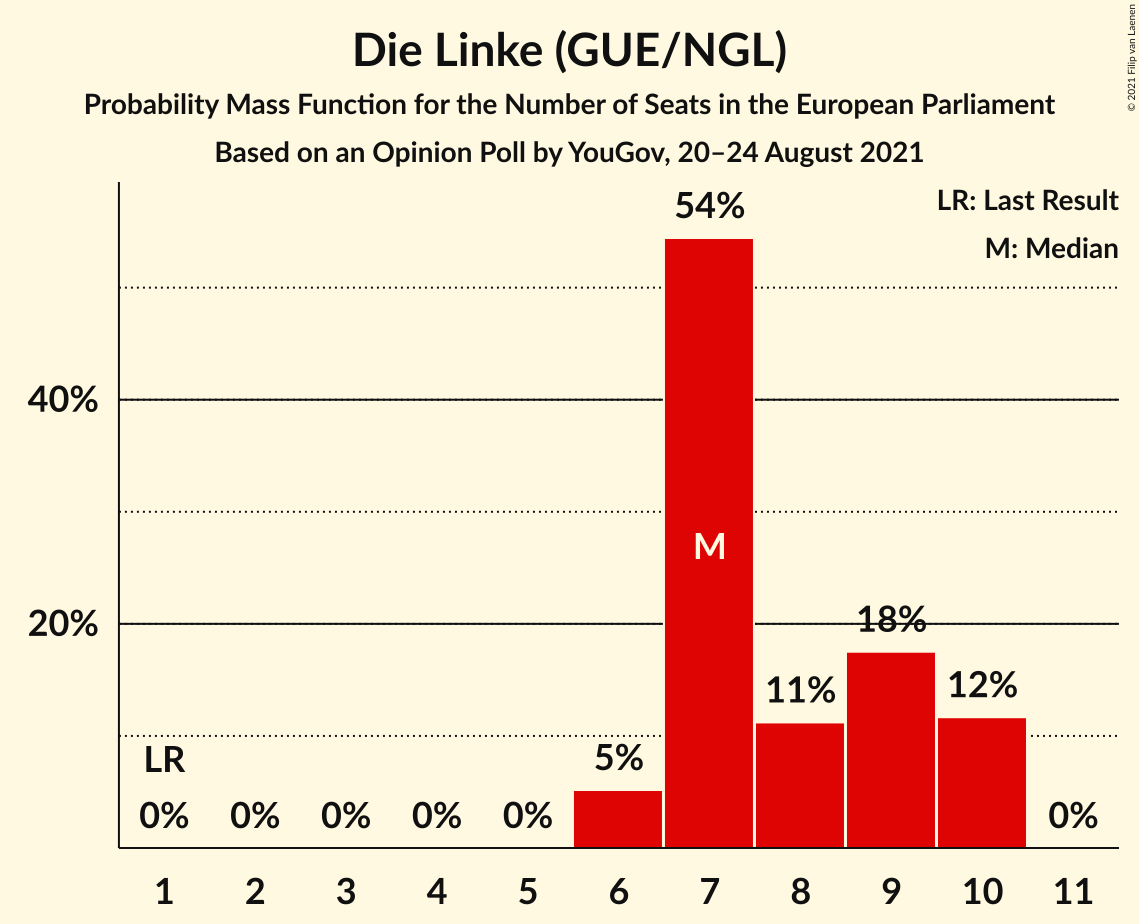 Die Linke (GUE/NGL)
Probability Mass Function for the Number of Seats in the European Parliament
Based on an Opinion Poll by YouGov, 20–24 August 2021
© 2021 Filip van Laenen
LR: Last Result
M: Median
54%
40%
M
20%
18%
11%
12%
LR
5%
0%
0%
0%
0%
0%
0%
1 2 3 4 5 6 7 8 9 10 11